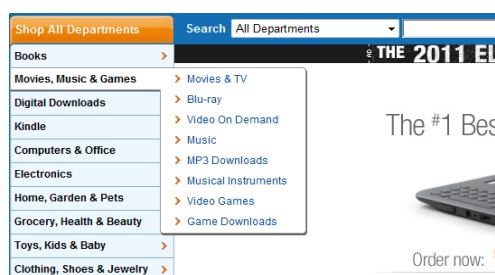 Shop All Departments
Search All Departments
Books
Movies, Music & Games
Digital Downloads
Kindle
Computers & Office
Electronics
Home, Garden & Pets
Grocery, Health & Beauty
Toys, Kids & Baby
Clothing, Shoes & Jewelry
Movies & TV
Blu-ray
Video On Demand
Music
MP3 Downloads
Musical Instruments
Video Games
Game Downloads
AD
THE 2011 EL
The #1 Bes
Order now: